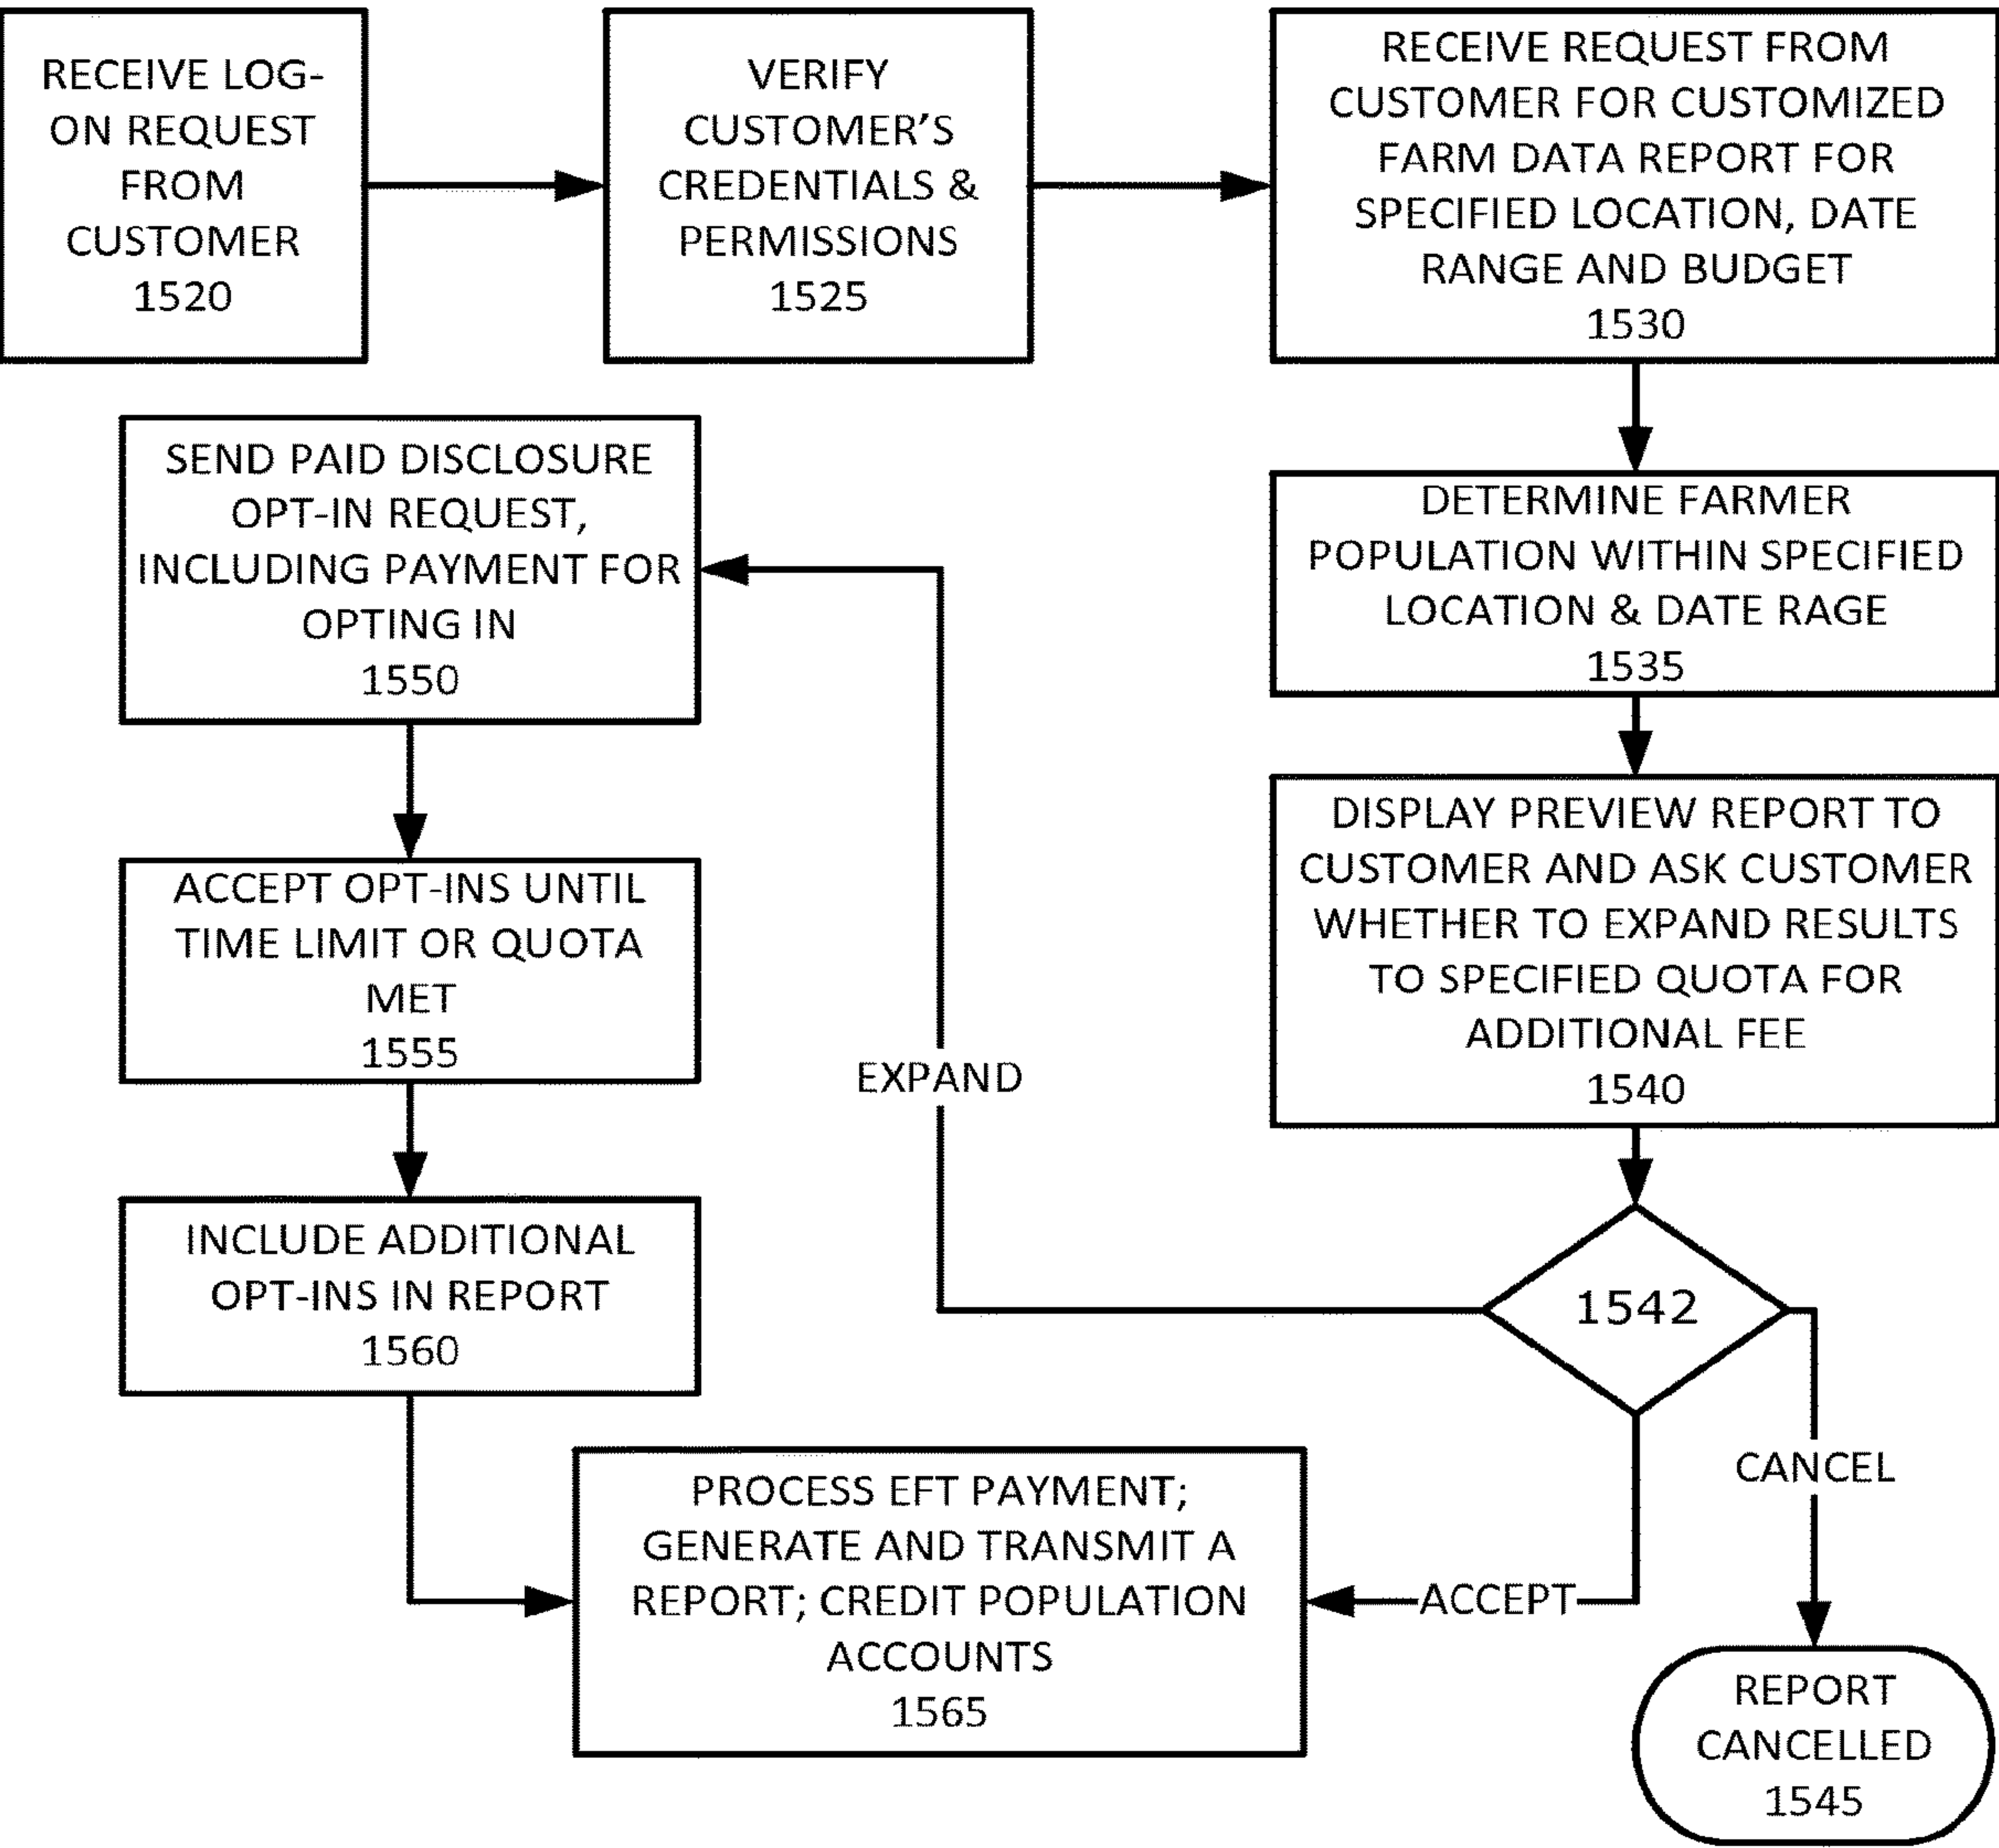 RECEIVE LOG-
ON REQUEST
FROM
CUSTOMER
1520
VERIFY
CUSTOMER'S
CREDENTIALS &
PERMISSIONS
1525
RECEIVE REQUEST FROM
CUSTOMER FOR CUSTOMIZED
FARM DATA REPORT FOR
SPECIFIED LOCATION, DATE
RANGE AND BUDGET
1530
DETERMINE FARMER
POPULATION WITHIN SPECIFIED
LOCATION & DATE RAGE
1535
DISPLAY PREVIEW REPORT TO
CUSTOMER AND ASK CUSTOMER
WHETHER TO EXPAND RESULTS
TO SPECIFIED QUOTA FOR
ADDITIONAL FEE
1540
1542
EXPAND
SEND PAID DISCLOSURE
OPT-IN REQUEST,
INCLUDING PAYMENT FOR
OPTING IN
1550
ACCEPT OPT-INS UNTIL
TIME LIMIT OR QUOTA
MET
1555
INCLUDE ADDITIONAL
OPT-INS IN REPORT
1560
ACCEPT
PROCESS EFT PAYMENT;
GENERATE AND TRANSMIT A
REPORT; CREDIT POPULATION
ACCOUNTS
1565
CANCEL
REPORT
CANCELLED
1545